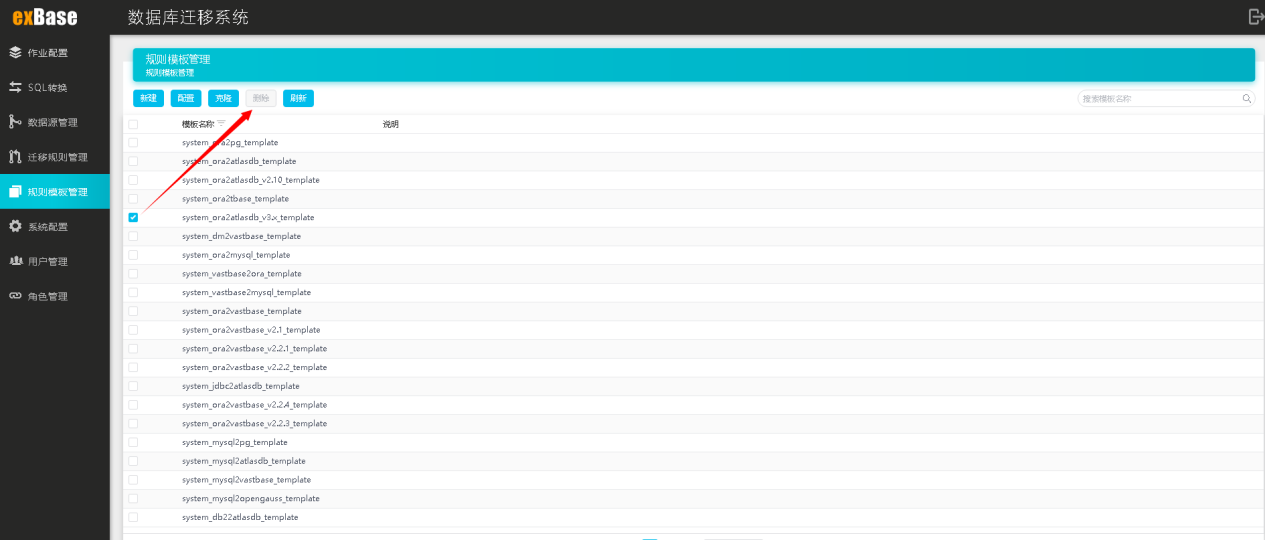 exBase
数据库迁移系统
作业配置
SQL转换
数据源管理
迁移规则管理
规则模板管理
系统配置
用户管理
角色管理
规则模板管理
规则模板管理
新建 配置 克隆 删除 刷新 搜索模板名称
模板名称 说明
system_ora2pg_template
system_ora2atlasdb_template
system_ora2atlasdb_v2.10_template
system_ora2tbase_template
system_ora2atlasdb_v3.x_template
system_dm2vastbase_template
system_ora2mysql_template
system_vastbase2ora_template
system_vastbase2mysql_template
system_ora2vastbase_template
system_ora2vastbase_v2.1_template
system_ora2vastbase_v2.2.1_template
system_ora2vastbase_v2.2.2_template
system_jdbc2atlasdb_template
system_ora2vastbase_v2.2.4_template
system_ora2vastbase_v2.2.3_template
system_mysql2pg_template
system_mysql2atlasdb_template
system_mysql2vastbase_template
system_mysql2opengauss_template
system_db22atlasdb_template